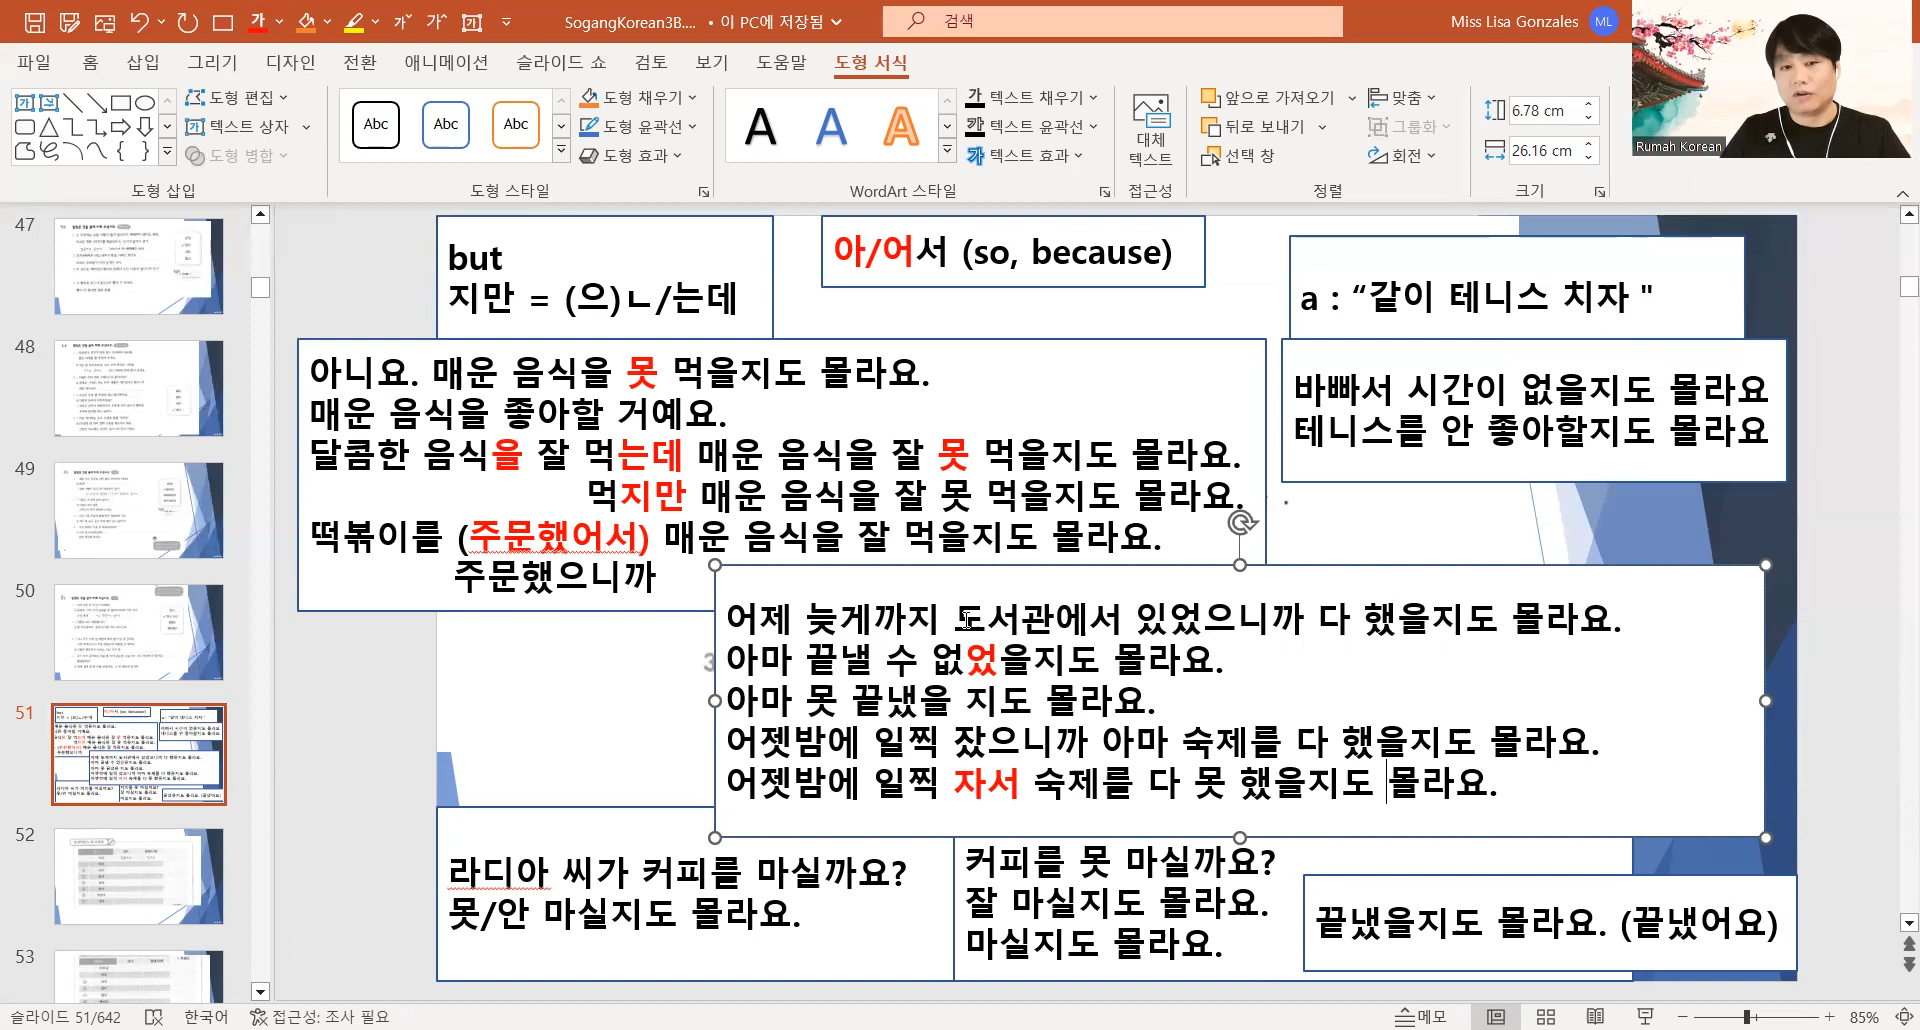 SogangKorean3B....
• 이 PC에 저장됨
검색
Miss Lisa Gonzales
ML
파일
홈
삽입
그리기
디자인
전환
애니메이션
슬라이드 쇼
검토
보기
도움말
도형 서식
도형 편집
텍스트 상자
도형 병합
도형 삽입
Abc
Abc
Abc
도형 채우기
도형 윤곽선
도형 효과
도형 스타일
A
A
A
텍스트 채우기
텍스트 윤곽선
텍스트 효과
WordArt 스타일
대체
텍스트
접근성
앞으로 가져오기
뒤로 보내기
선택 창
맞춤
그룹화
회전
정렬
6.78 cm
26.16 cm
크기
Rumah Korean
47
48
49
50
51
52
53
but
지만 = (으)ㄴ/는데
아/어서 (so, because)
a : “같이 테니스 치자 "
아니요. 매운 음식을 못 먹을지도 몰라요.
매운 음식을 좋아할 거예요.
달콤한 음식을 잘 먹는데 매운 음식을 잘 못 먹을지도 몰라요.
먹지만 매운 음식을 잘 못 먹을지도 몰라요.
떡볶이를 (주문했어서) 매운 음식을 잘 먹을지도 몰라요.
주문했으니까
바빠서 시간이 없을지도 몰라요
테니스를 안 좋아할지도 몰라요
어제 늦게까지 도서관에서 있었으니까 다 했을지도 몰라요.
아마 끝낼 수 없었을지도 몰라요.
아마 못 끝냈을 지도 몰라요.
어젯밤에 일찍 잤으니까 아마 숙제를 다 했을지도 몰라요.
어젯밤에 일찍 자서 숙제를 다 못 했을지도 몰라요.
라디아 씨가 커피를 마실까요?
못/안 마실지도 몰라요.
커피를 못 마실까요?
잘 마실지도 몰라요.
마실지도 몰라요.
끝냈을지도 몰라요. (끝냈어요)
슬라이드 51/642
한국어
접근성: 조사 필요
메모
85%